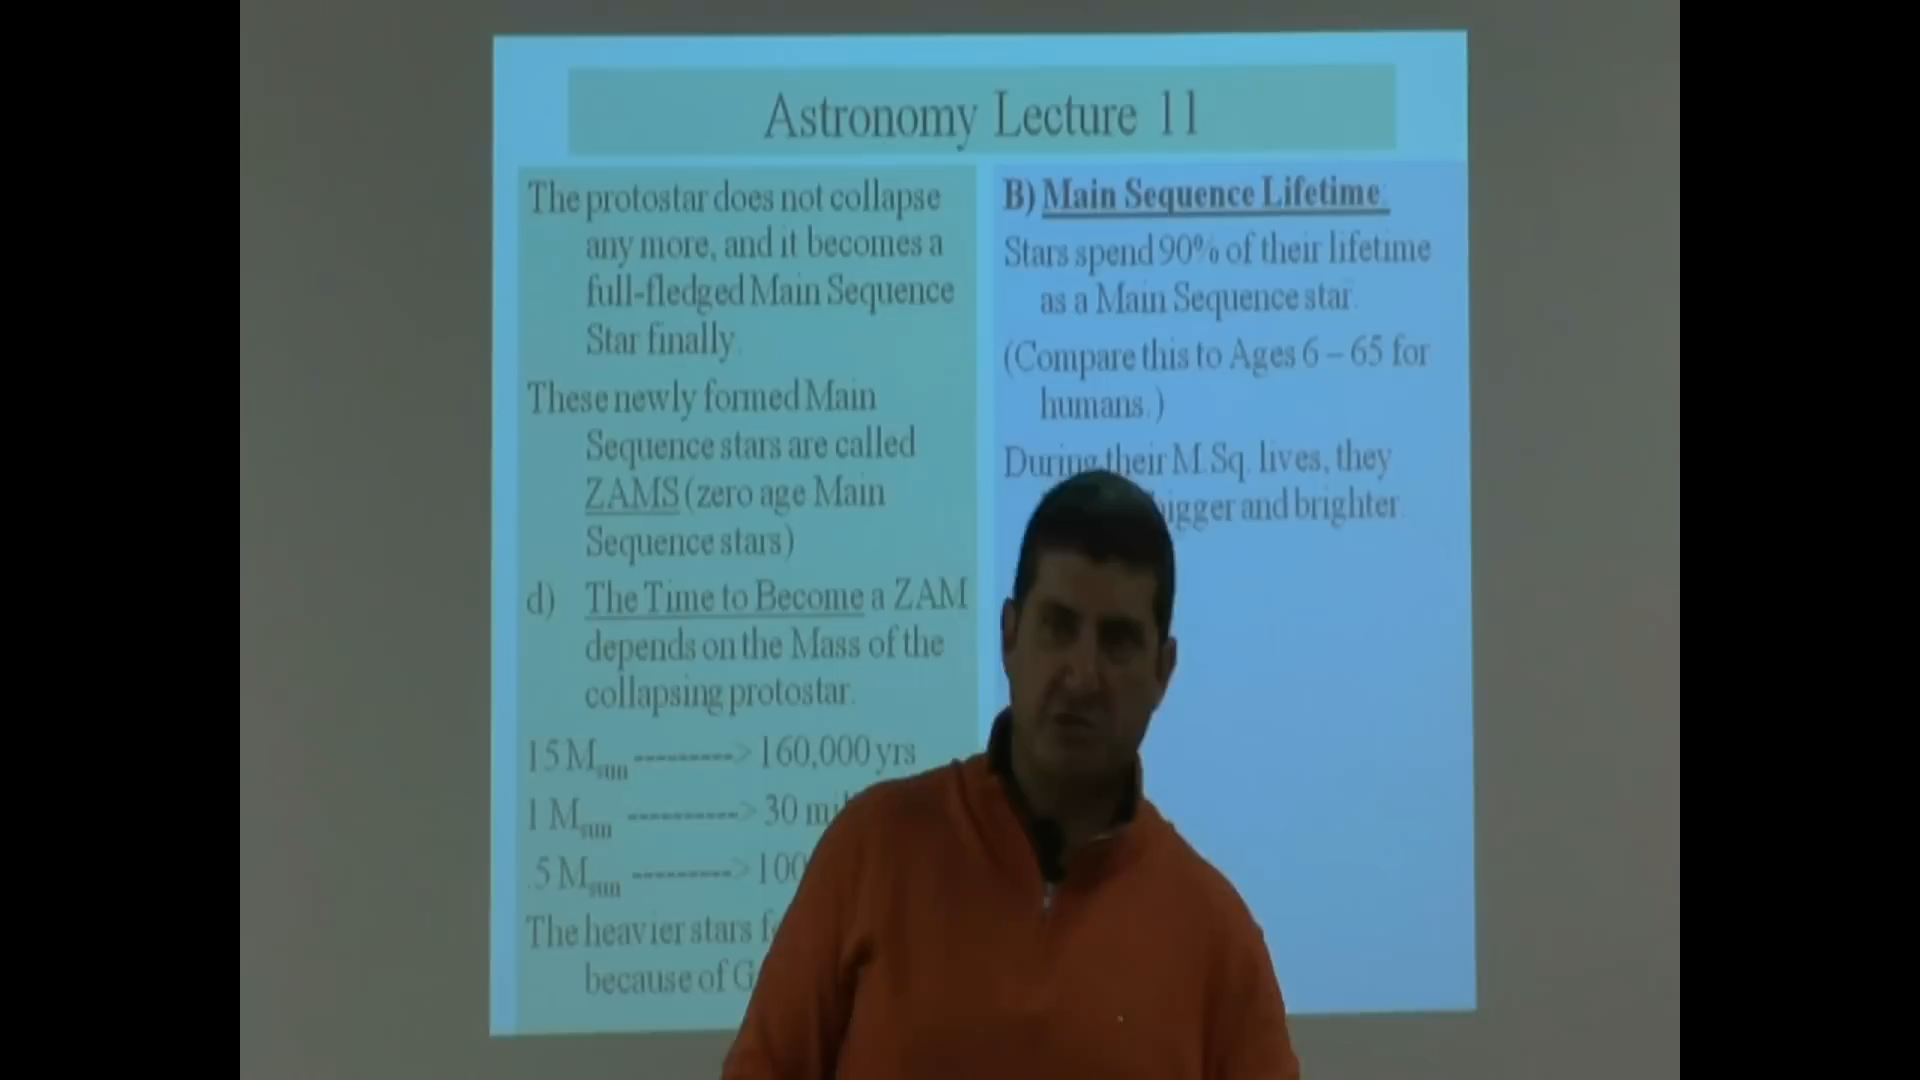 Astronomy Lecture 11
The protostar does not collapse
any more, and it becomes a
full-fledged Main Sequence
Star finally.
These newly formed Main
Sequence stars are called
ZAMS (zero age Main
Sequence stars)
d) The Time to Become a ZAM
depends on the Mass of the
collapsing protostar.
15 Msun ---------> 160,000 yrs
1 Msun ----------> 30
.5 Msun ---------> 100
The heavier stars
because of
B) Main Sequence Lifetime:
Stars spend 90% of their lifetime
as a Main Sequence star.
(Compare this to Ages 6 – 65 for
humans.)
During their M.Sq. lives, they
bigger and brighter.